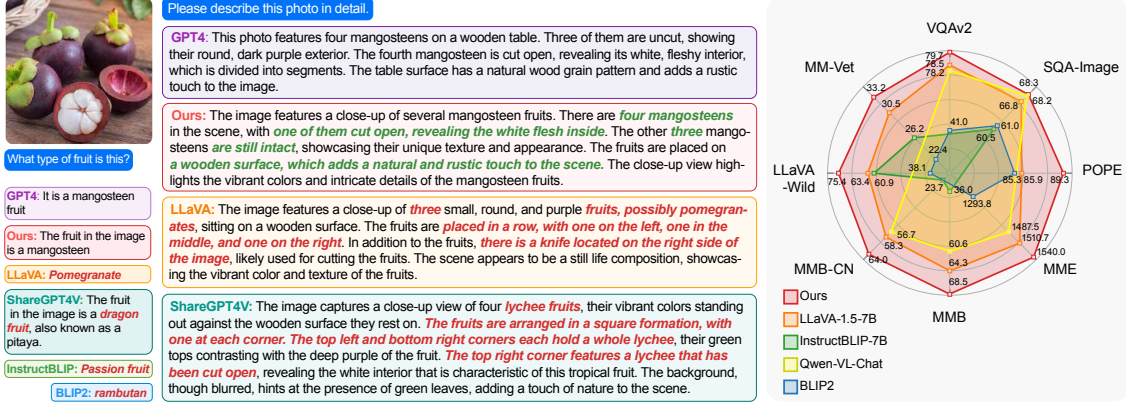 What type of fruit is this?
GPT4: It is a mangosteen
fruit
Ours: The fruit in the image
is a mangosteen
LLaVA: Pomegranate
ShareGPT4V: The fruit
in the image is a dragon
fruit, also known as a
pitaya.
InstructBLIP: Passion fruit
BLIP2: rambutan
Please describe this photo in detail.
GPT4: This photo features four mangosteens on a wooden table. Three of them are uncut, showing
their round, dark purple exterior. The fourth mangosteen is cut open, revealing its white, fleshy interior,
which is divided into segments. The table surface has a natural wood grain pattern and adds a rustic
touch to the image.
Ours: The image features a close-up of several mangosteen fruits. There are four mangosteens
in the scene, with one of them cut open, revealing the white flesh inside. The other three mango-
steens are still intact, showcasing their unique texture and appearance. The fruits are placed on
a wooden surface, which adds a natural and rustic touch to the scene. The close-up view high-
lights the vibrant colors and intricate details of the mangosteen fruits.
LLaVA: The image features a close-up of three small, round, and purple fruits, possibly pomegran-
ates, sitting on a wooden surface. The fruits are placed in a row, with one on the left, one in the
middle, and one on the right. In addition to the fruits, there is a knife located on the right side of
the image, likely used for cutting the fruits. The scene appears to be a still life composition, showcas-
ing the vibrant color and texture of the fruits.
ShareGPT4V: The image captures a close-up view of four lychee fruits, their vibrant colors standing
out against the wooden surface they rest on. The fruits are arranged in a square formation, with
one at each corner. The top left and bottom right corners each hold a whole lychee, their green
tops contrasting with the deep purple of the fruit. The top right corner features a lychee that has
been cut open, revealing the white interior that is characteristic of this tropical fruit. The background,
though blurred, hints at the presence of green leaves, adding a touch of nature to the scene.
VQAv2
79.7
78.5
78.2
MM-Vet
SQA-Image
33.2
68.3
68.2
30.5
66.8
26.2
41.0
61.0
60.5
22.4
LLaVA
-Wild
POPE
38.1
75.4
63.4
60.9
85.3
85.9
89.3
23.7
36.0
1293.8
56.7
1487.5
58.3
60.6
1510.7
64.0
1540.0
MMB-CN
64.3
MME
68.5
MMB
Ours
LLaVA-1.5-7B
InstructBLIP-7B
Qwen-VL-Chat
BLIP2